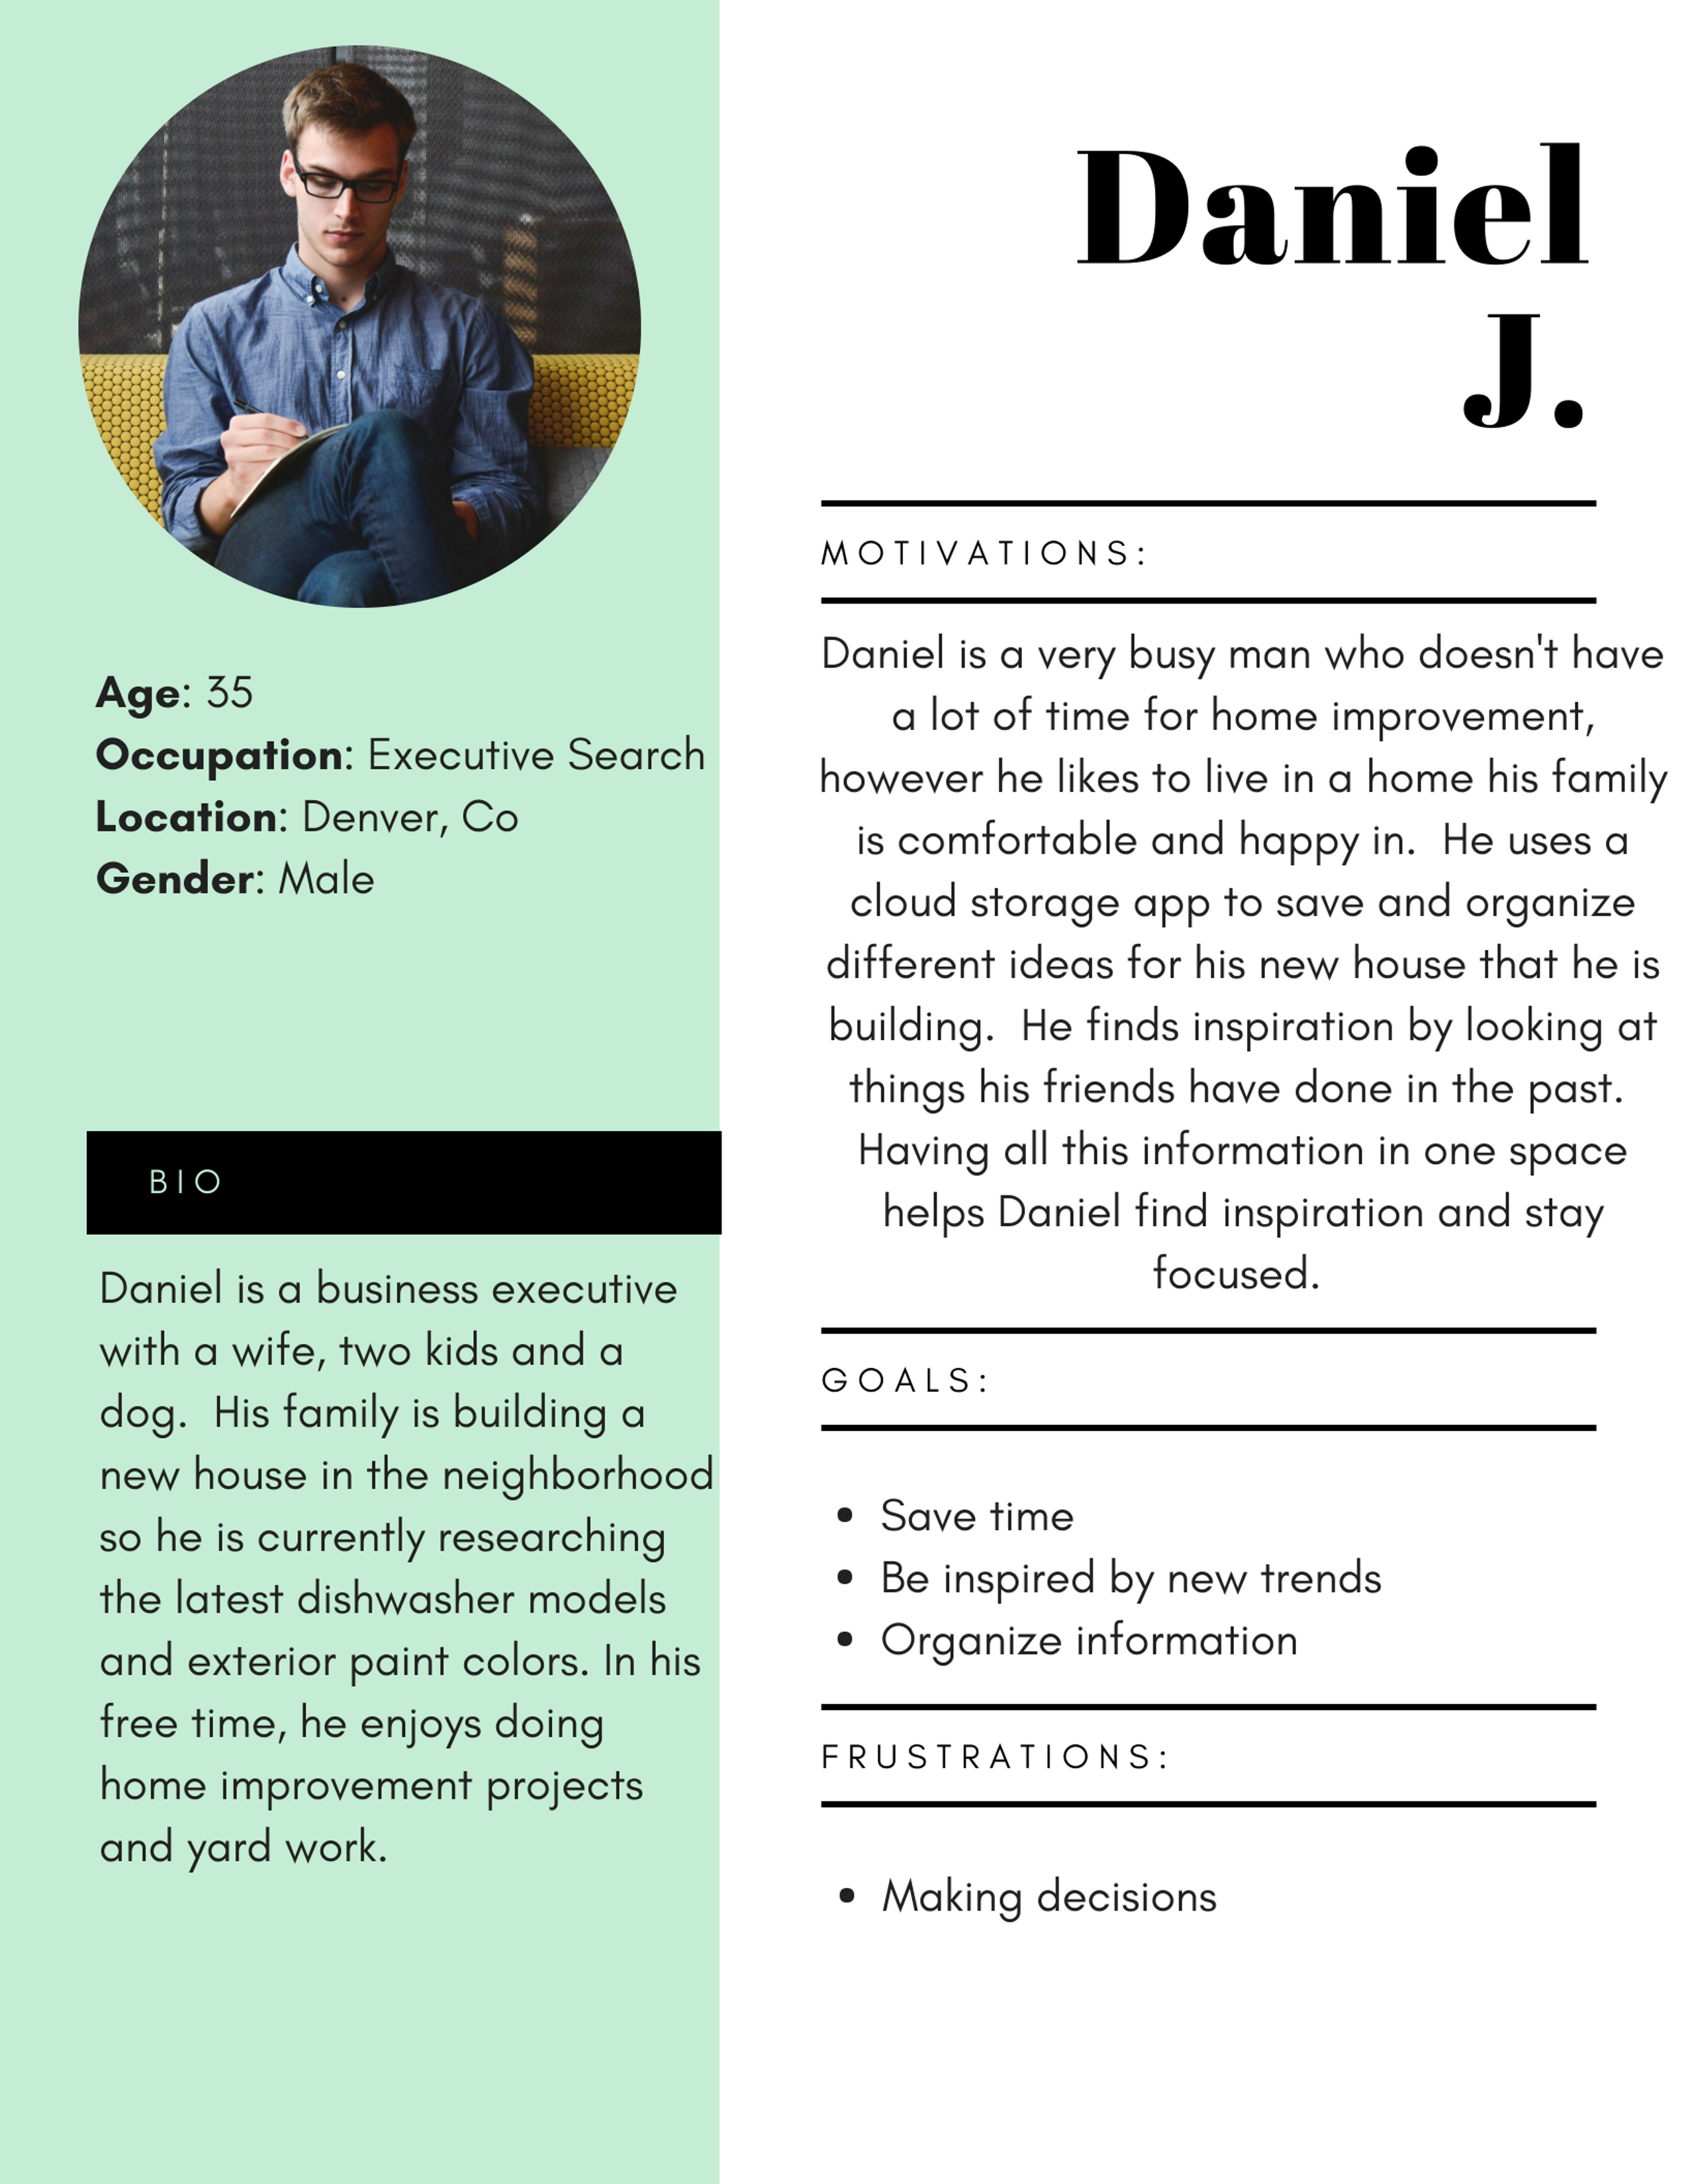 Daniel
J.
Age: 35
Occupation: Executive Search
Location: Denver, Co
Gender: Male
BIO
Daniel is a business executive
with a wife, two kids and a
dog.  His family is building a
new house in the neighborhood
so he is currently researching
the latest dishwasher models
and exterior paint colors. In his
free time, he enjoys doing
home improvement projects
and yard work.
MOTIVATIONS:
Daniel is a very busy man who doesn't have
a lot of time for home improvement,
however he likes to live in a home his family
is comfortable and happy in.  He uses a
cloud storage app to save and organize
different ideas for his new house that he is
building.  He finds inspiration by looking at
things his friends have done in the past.
Having all this information in one space
helps Daniel find inspiration and stay
focused.
GOALS:
• Save time
• Be inspired by new trends
• Organize information
FRUSTRATIONS:
• Making decisions